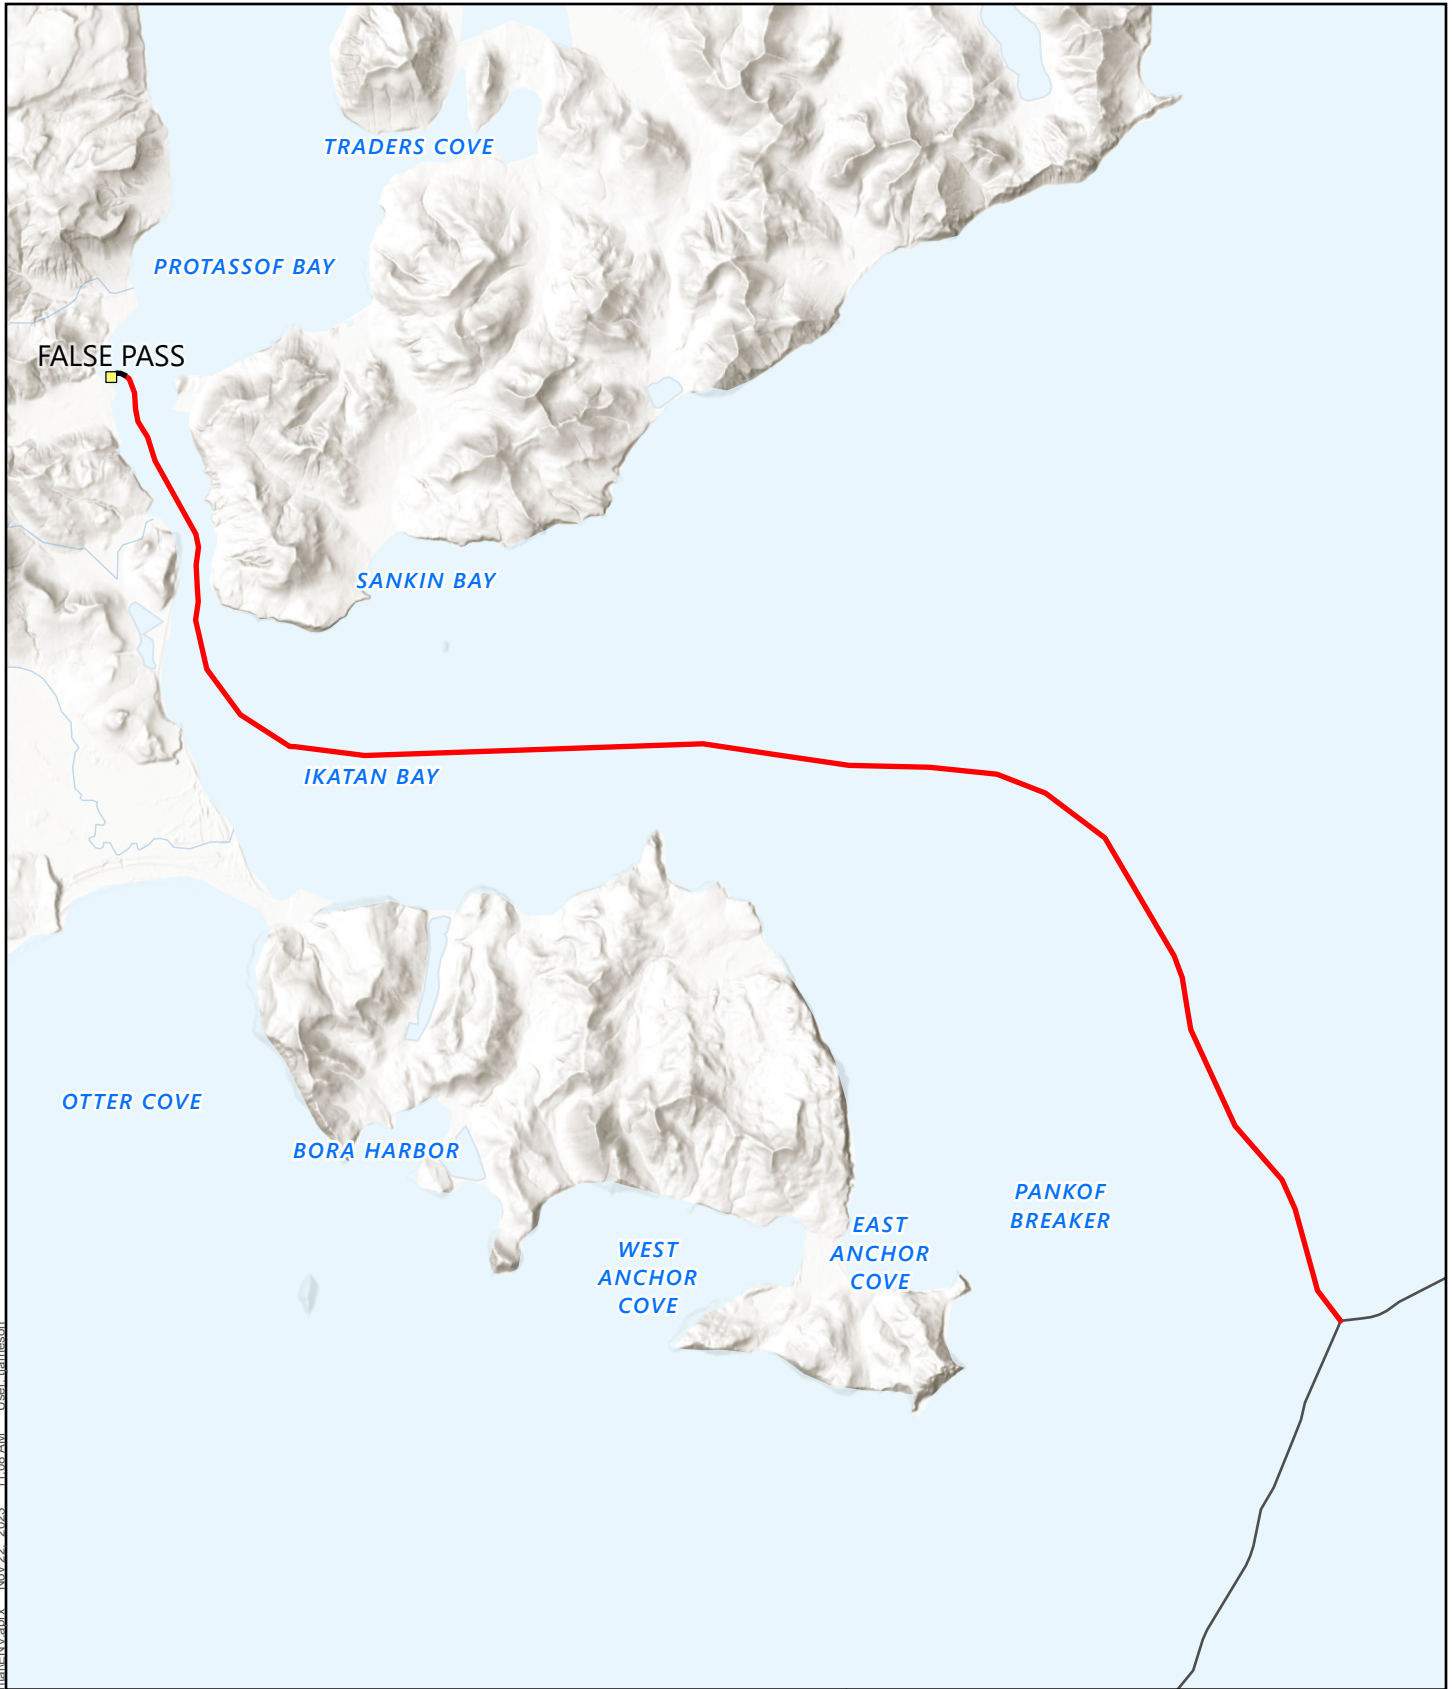 TRADERS COVE
PROTASSOF BAY
FALSE PASS
SANKIN BAY
IKATAN BAY
OTTER COVE
BORA HARBOR
PANKOF
BREAKER
EAST
ANCHOR
COVE
WEST
ANCHOR
COVE